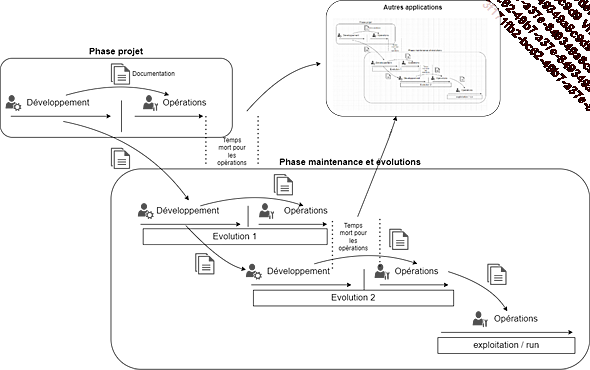 Autres applications
Phase projet
Documentation
Développement
Opérations
Temps
mort pour
les
opérations
Phase maintenance et évolutions
Développement
Opérations
Evolution 1
Temps
mort pour
les
opérations
Développement
Opérations
Evolution 2
Opérations
exploitation / run